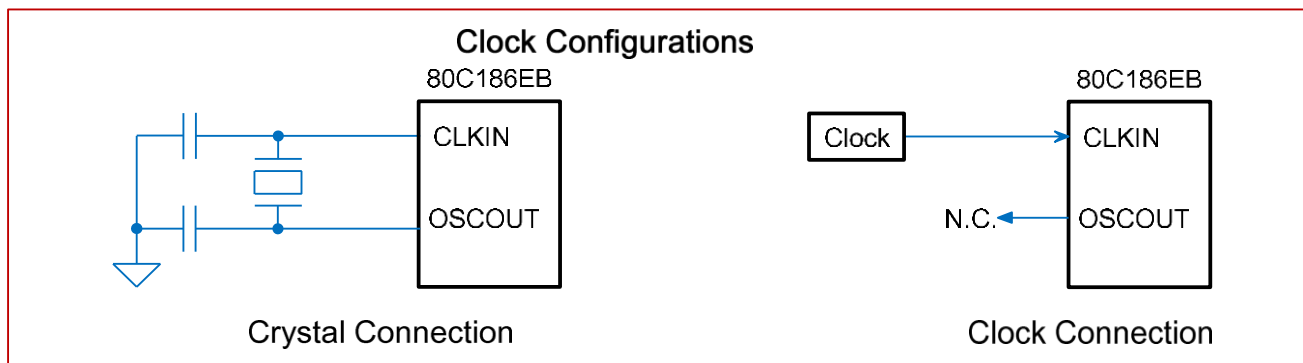 Clock Configurations
80C186EB
CLKIN
OSCOUT
Crystal Connection
80C186EB
Clock
CLKIN
N.C.
OSCOUT
Clock Connection